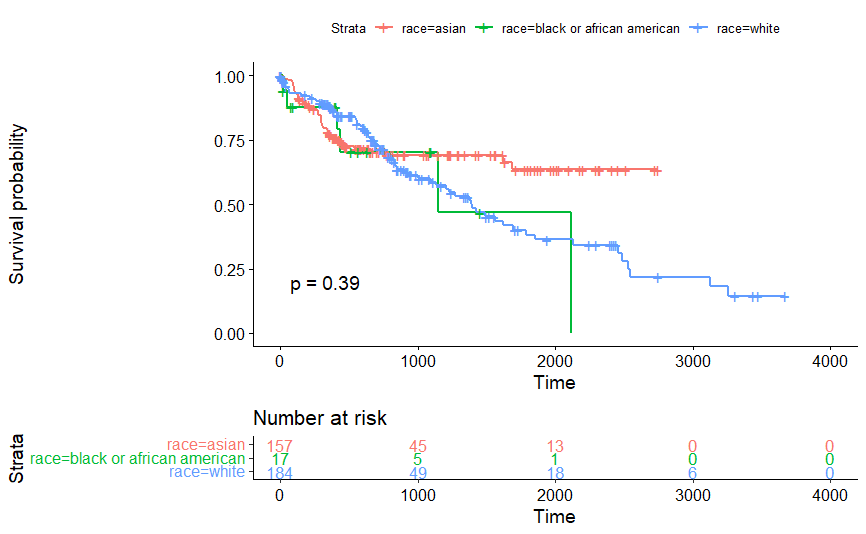 Strata race=asian race=black or african american race=white
Survival probability
1.00
0.75
0.50
0.25
0.00
p = 0.39
0 1000 2000 3000 4000
Time
Number at risk
Strata
race=asian 157 45 13 0 0
race=black or african american 17 5 1 0 0
race=white 184 49 18 6 0
0 1000 2000 3000 4000
Time